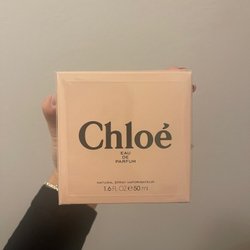 Chloé
EAU
DE
PARFUM
NATURAL SPRAY VAPORISATEUR
1.6 FL.OZ e 50 ml